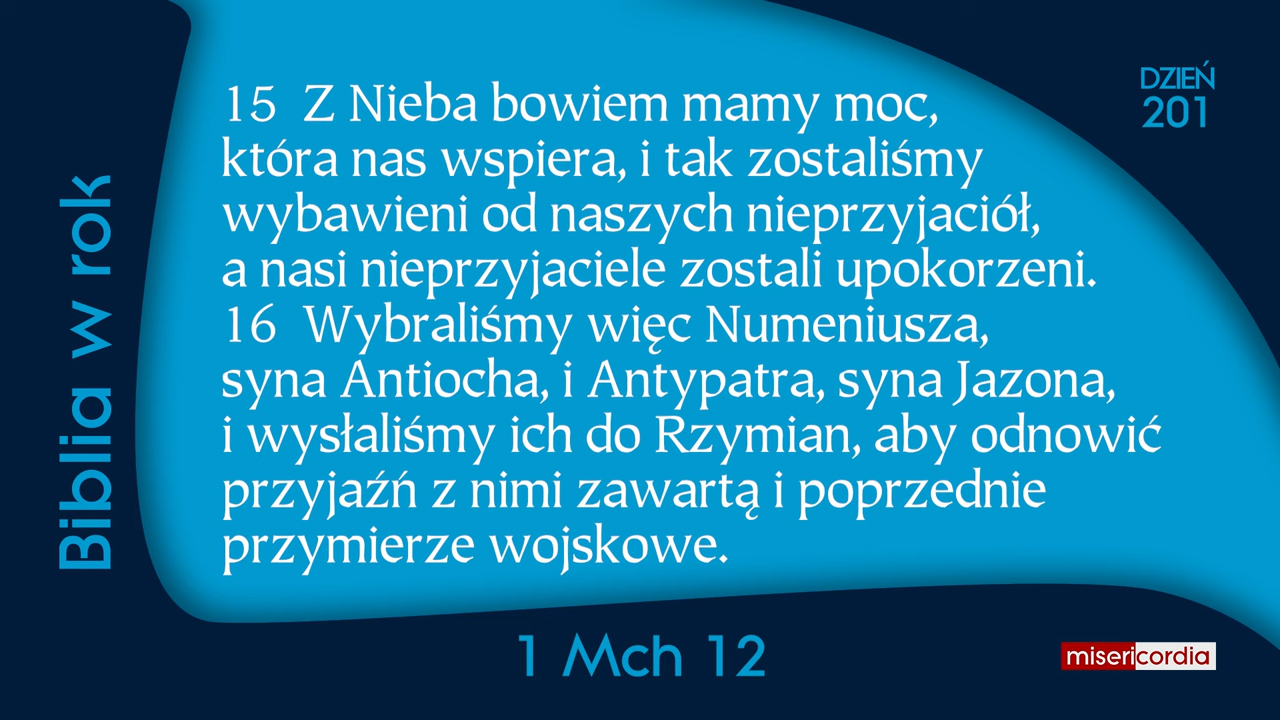 DZIEŃ
201
15 Z Nieba bowiem mamy moc,
która nas wspiera, i tak zostaliśmy
wybawieni od naszych nieprzyjaciół,
a nasi nieprzyjaciele zostali upokorzeni.
16 Wybraliśmy więc Numeniusza,
syna Antiocha, i Antypatra, syna Jazona,
i wysłaliśmy ich do Rzymian, aby odnowić
przyjaźń z nimi zawartą i poprzednie
przymierze wojskowe.
Biblia w rok
1 Mch 12
misericordia